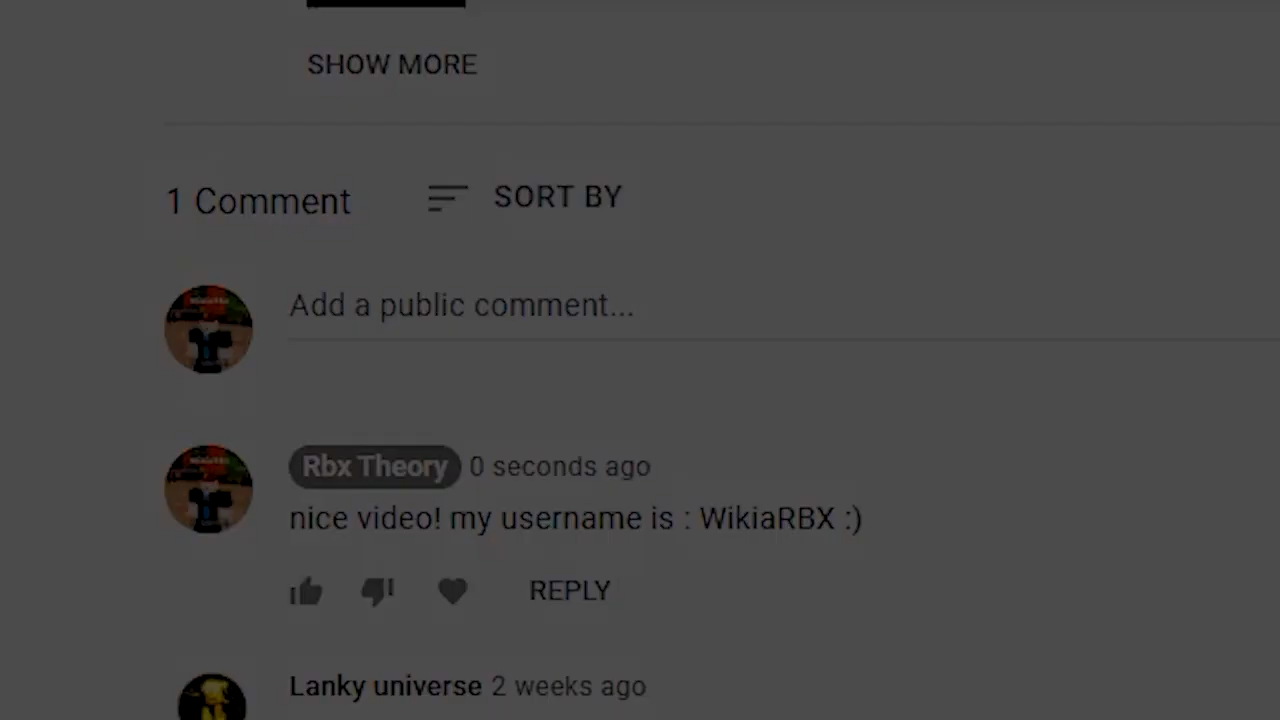 SHOW MORE
1 Comment
SORT BY
Add a public comment...
Rbx Theory 0 seconds ago
nice video! my username is : WikiaRBX :)
REPLY
Lanky universe 2 weeks ago